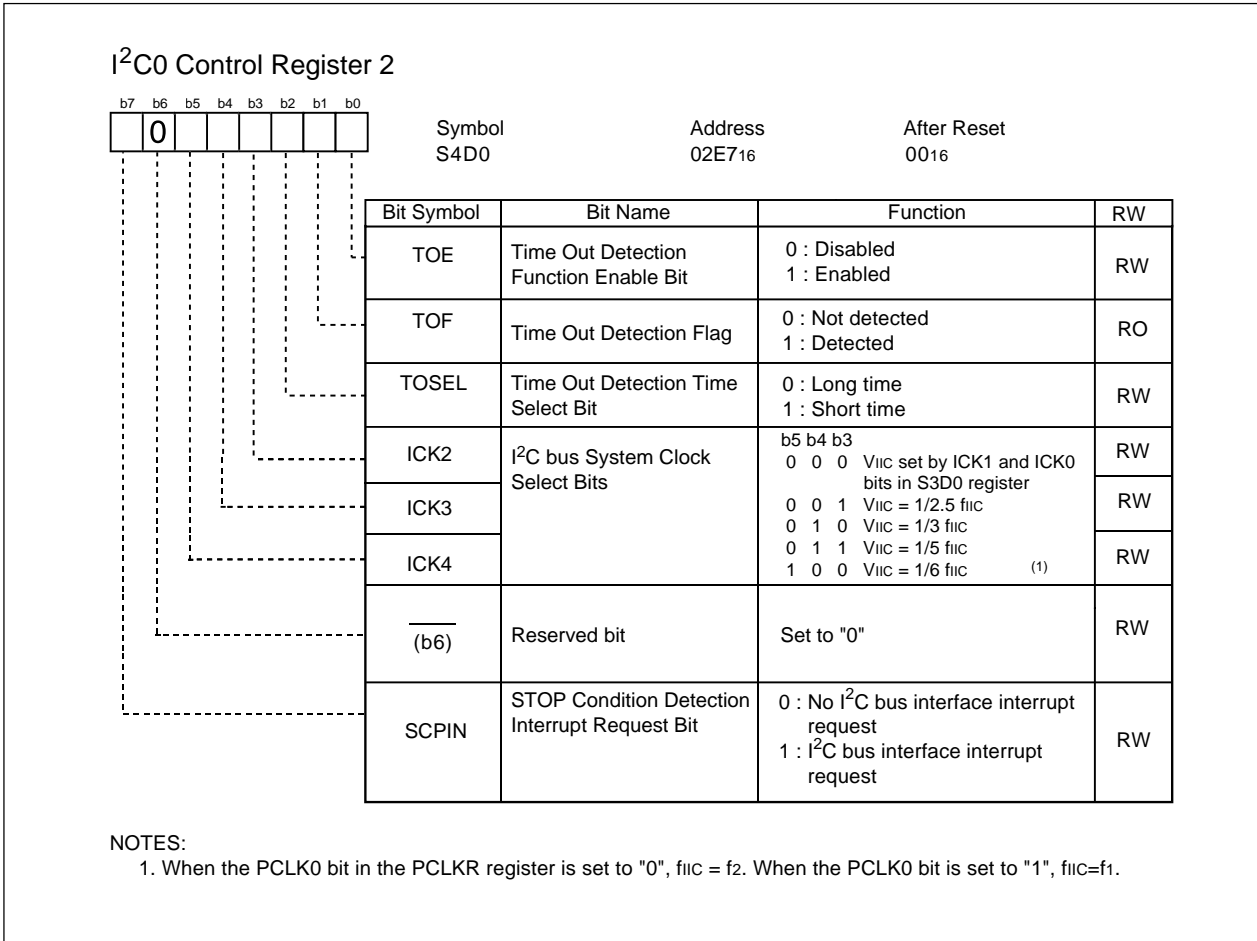 I2C0 Control Register 2
b7 b6 b5 b4 b3 b2 b1 b0
0
Symbol Address After Reset
S4D0 02E716 0016
Bit Symbol Bit Name Function RW
TOE Time Out Detection Function Enable Bit 0 : Disabled 1 : Enabled RW
TOF Time Out Detection Flag 0 : Not detected 1 : Detected RO
TOSEL Time Out Detection Time Select Bit 0 : Long time 1 : Short time RW
ICK2 I2C bus System Clock Select Bits b5 b4 b3 RW
0 0 0 VIIC set by ICK1 and ICK0 bits in S3D0 register
ICK3 0 0 1 VIIC = 1/2.5 fIIC RW
0 1 0 VIIC = 1/3 fIIC
ICK4 0 1 1 VIIC = 1/5 fIIC RW
1 0 0 VIIC = 1/6 fIIC (1)
(b6) Reserved bit Set to "0" RW
SCPIN STOP Condition Detection Interrupt Request Bit 0 : No I2C bus interface interrupt request RW
1 : I2C bus interface interrupt request
NOTES:
1. When the PCLK0 bit in the PCLKR register is set to "0", fIIC = f2. When the PCLK0 bit is set to "1", fIIC=f1.